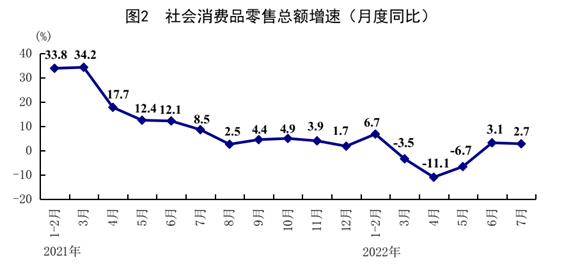 图2 社会消费品零售总额增速（月度同比）
(%)
40
30
20
10
0
-10
-20
33.8
34.2
17.7
12.4
12.1
8.5
2.5
4.4
4.9
3.9
1.7
6.7
-3.5
-11.1
-6.7
3.1
2.7
1-2月
3月
4月
5月
6月
7月
8月
9月
10月
11月
12月
1-2月
3月
4月
5月
6月
7月
2021年
2022年